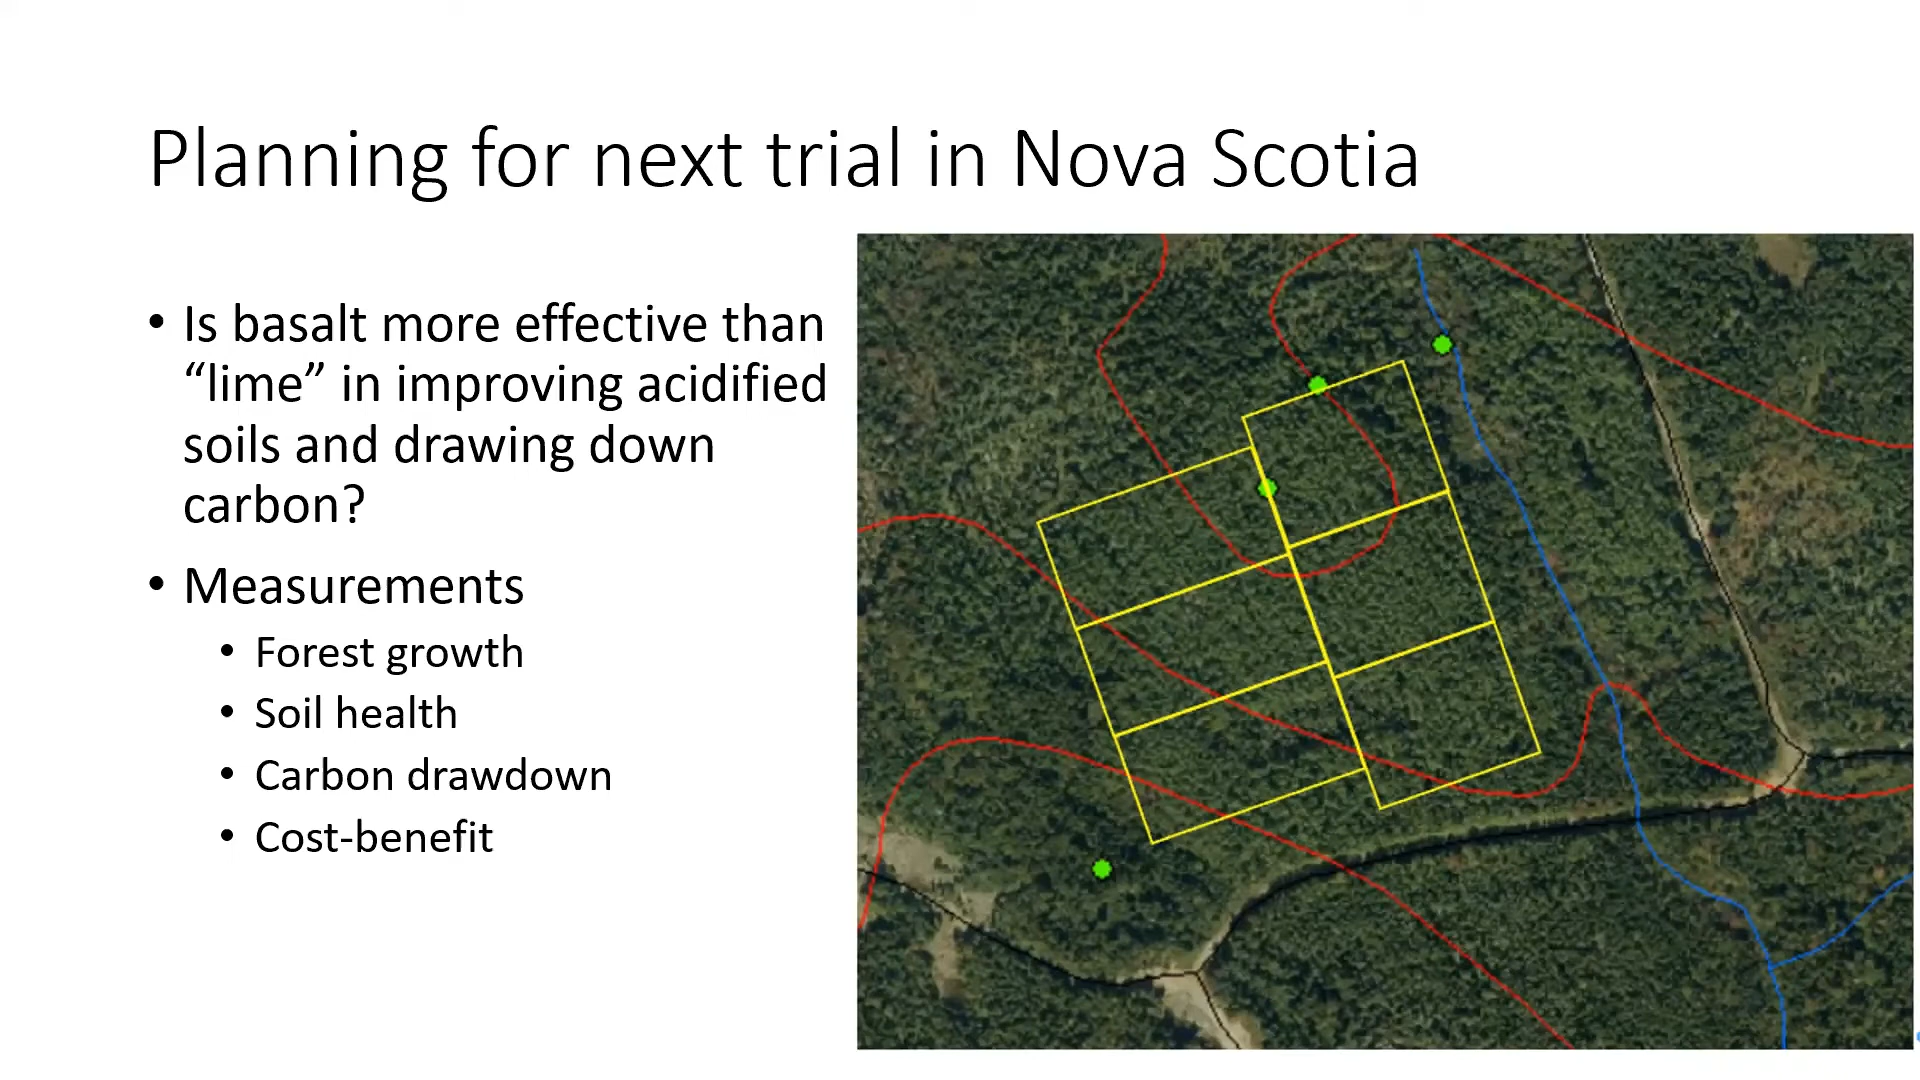 Planning for next trial in Nova Scotia
• Is basalt more effective than
“lime” in improving acidified
soils and drawing down
carbon?
• Measurements
• Forest growth
• Soil health
• Carbon drawdown
• Cost-benefit